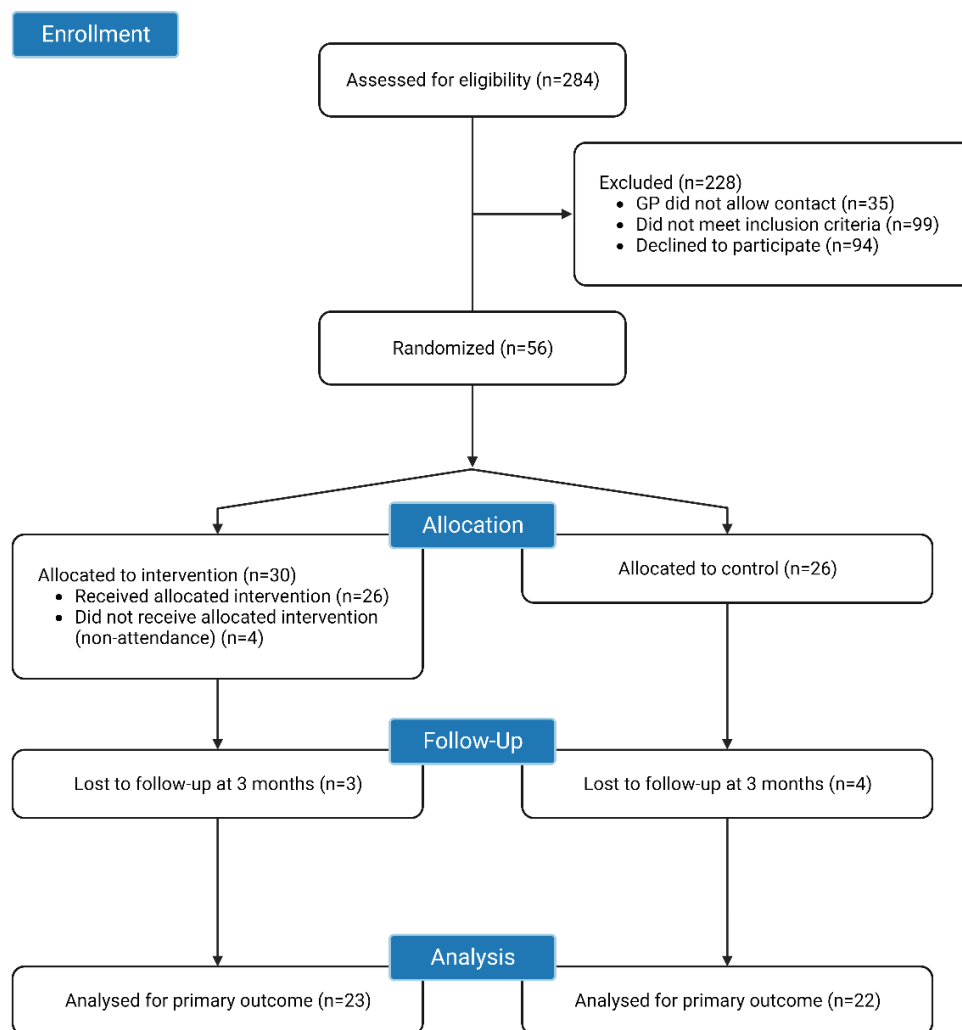 Enrollment
Assessed for eligibility (n=284)
Excluded (n=228)
• GP did not allow contact (n=35)
• Did not meet inclusion criteria (n=99)
• Declined to participate (n=94)
Randomized (n=56)
Allocation
Allocated to intervention (n=30)
• Received allocated intervention (n=26)
• Did not receive allocated intervention
(non-attendance) (n=4)
Allocated to control (n=26)
Follow-Up
Lost to follow-up at 3 months (n=3)
Lost to follow-up at 3 months (n=4)
Analysis
Analysed for primary outcome (n=23)
Analysed for primary outcome (n=22)